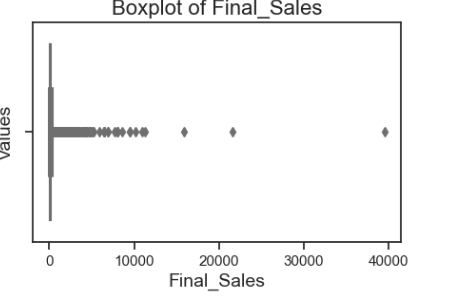 Boxplot of Final_Sales
Values
0 10000 20000 30000 40000
Final_Sales